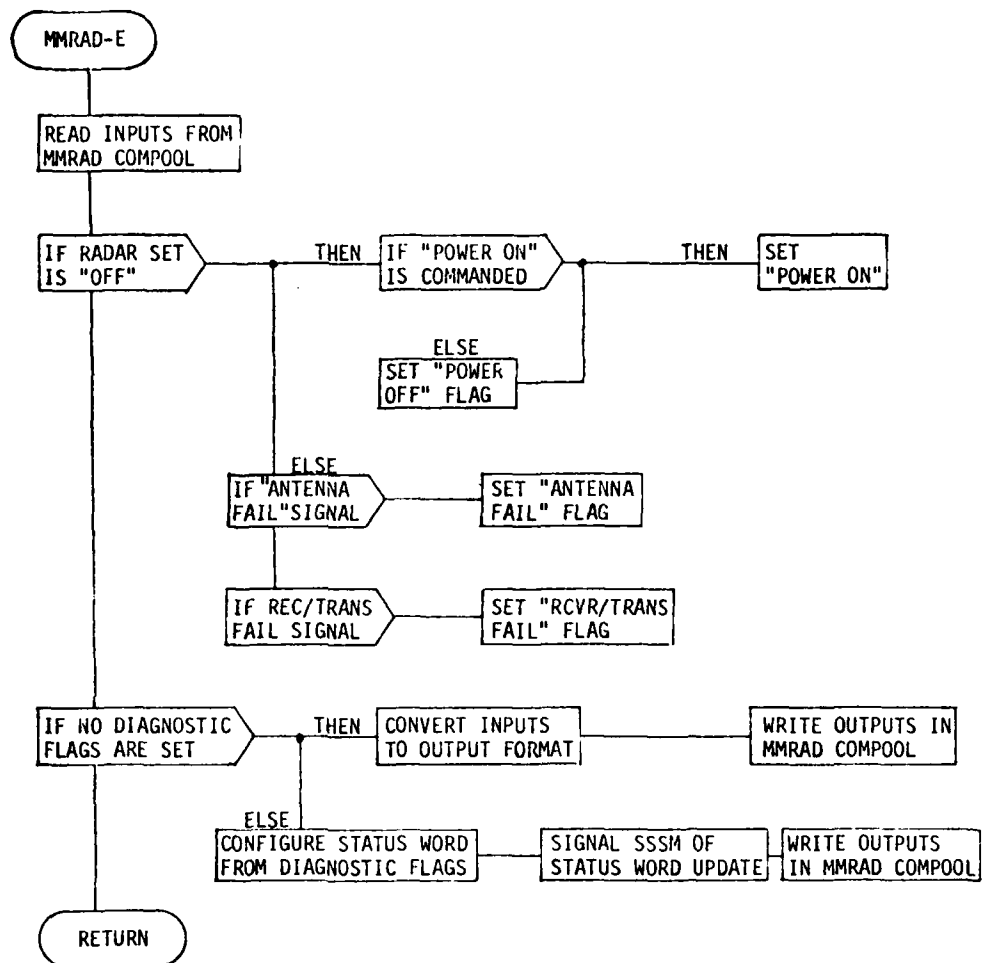 MMRAD-E
READ INPUTS FROM
MMRAD COMPOOL
IF RADAR SET
IS "OFF"
THEN
IF "POWER ON"
IS COMMANDED
THEN
SET
"POWER ON"
ELSE
SET "POWER
OFF" FLAG
ELSE
IF "ANTENNA
FAIL" SIGNAL
SET "ANTENNA
FAIL" FLAG
IF REC/TRANS
FAIL SIGNAL
SET "RCVR/TRANS
FAIL" FLAG
IF NO DIAGNOSTIC
FLAGS ARE SET
THEN
CONVERT INPUTS
TO OUTPUT FORMAT
WRITE OUTPUTS IN
MMRAD COMPOOL
ELSE
CONFIGURE STATUS WORD
FROM DIAGNOSTIC FLAGS
SIGNAL SSSM OF
STATUS WORD UPDATE
WRITE OUTPUTS
IN MMRAD COMPOOL
RETURN